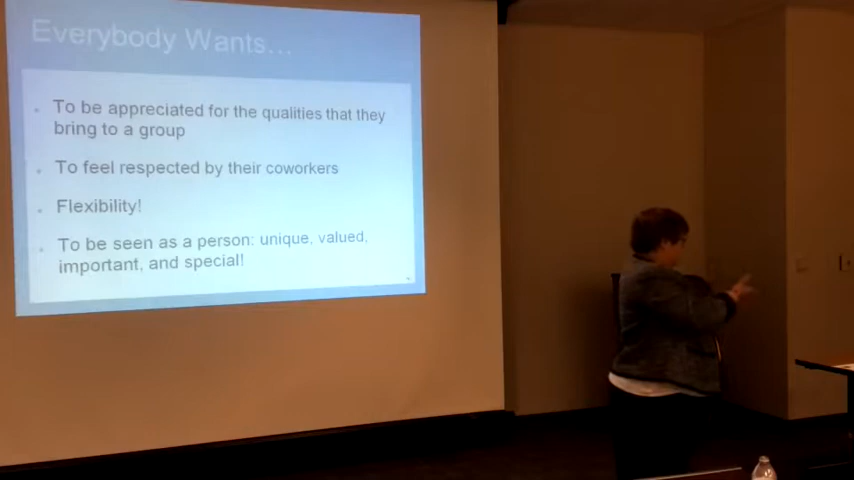 Everybody Wants...
To be appreciated for the qualities that they
bring to a group
To feel respected by their coworkers
Flexibility!
To be seen as a person: unique, valued,
important, and special!